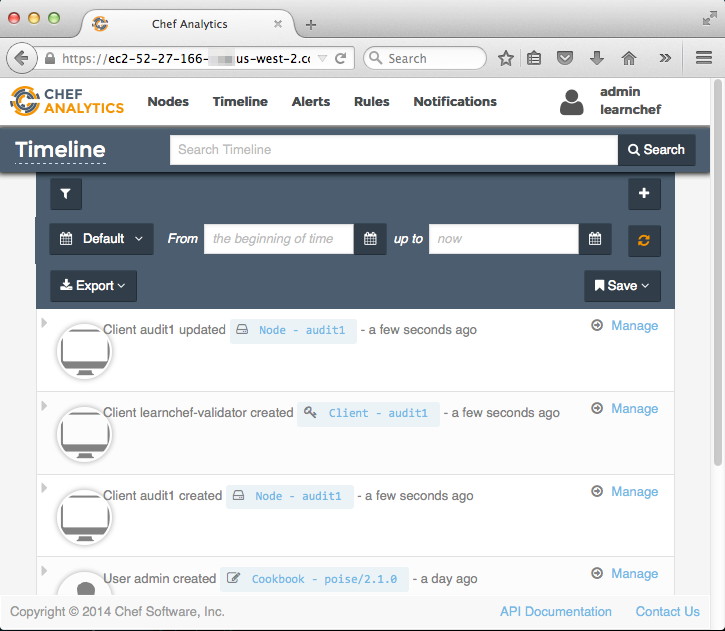 Chef Analytics
https://ec2-52-27-166- us-west-2.cc
Search
CHEF
ANALYTICS
Nodes Timeline Alerts Rules Notifications
admin
learnchef
Timeline
Search Timeline
Search
Default From the beginning of time up to now
Export Save
Client audit1 updated Node - audit1 - a few seconds ago Manage
Client learnchef-validator created Client - audit1 - a few seconds ago Manage
Client audit1 created Node - audit1 - a few seconds ago Manage
User admin created Cookbook - poise/2.1.0 - a day ago Manage
Copyright © 2014 Chef Software, Inc. API Documentation Contact Us